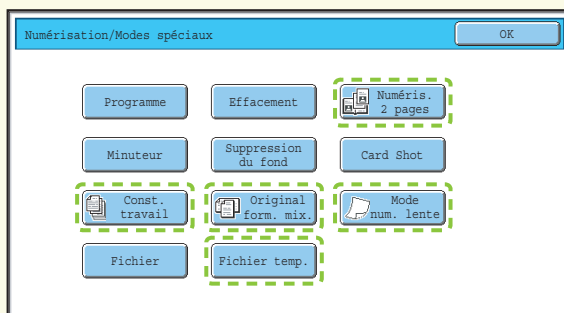 Numérisation/Modes spéciaux
OK
Programme
Effacement
Numéris.
2 pages
Minuteur
Suppression
du fond
Card Shot
Const.
travail
Original
form. mix.
Mode
num. lente
Fichier
Fichier temp.